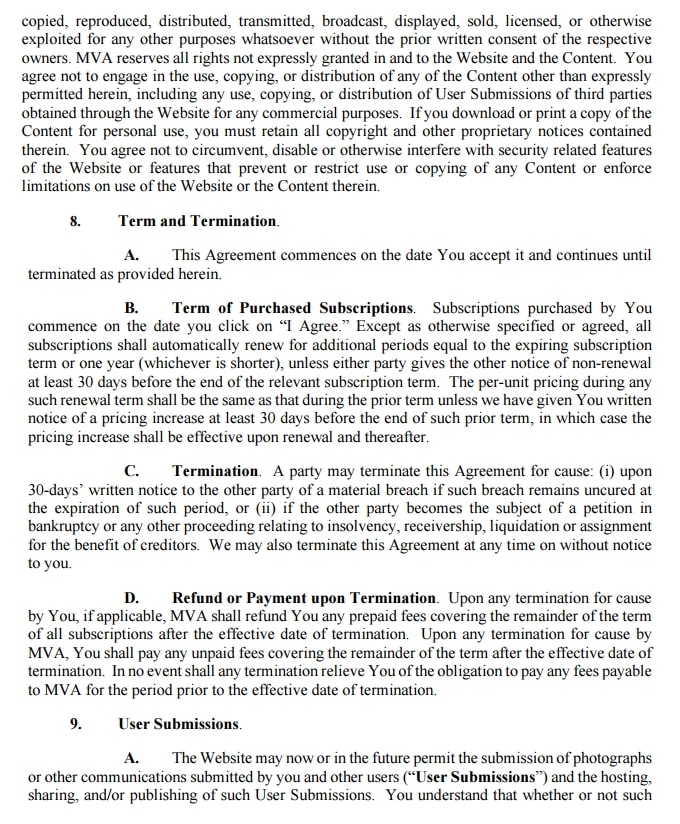 copied, reproduced, distributed, transmitted, broadcast, displayed, sold, licensed, or otherwise
exploited for any other purposes whatsoever without the prior written consent of the respective
owners. MVA reserves all rights not expressly granted in and to the Website and the Content. You
agree not to engage in the use, copying, or distribution of any of the Content other than expressly
permitted herein, including any use, copying, or distribution of User Submissions of third parties
obtained through the Website for any commercial purposes. If you download or print a copy of the
Content for personal use, you must retain all copyright and other proprietary notices contained
therein. You agree not to circumvent, disable or otherwise interfere with security related features
of the Website or features that prevent or restrict use or copying of any Content or enforce
limitations on use of the Website or the Content therein.
8. Term and Termination.
A. This Agreement commences on the date You accept it and continues until
terminated as provided herein.
B. Term of Purchased Subscriptions. Subscriptions purchased by You
commence on the date you click on “I Agree.” Except as otherwise specified or agreed, all
subscriptions shall automatically renew for additional periods equal to the expiring subscription
term or one year (whichever is shorter), unless either party gives the other notice of non-renewal
at least 30 days before the end of the relevant subscription term. The per-unit pricing during any
such renewal term shall be the same as that during the prior term unless we have given You written
notice of a pricing increase at least 30 days before the end of such prior term, in which case the
pricing increase shall be effective upon renewal and thereafter.
C. Termination. A party may terminate this Agreement for cause: (i) upon
30-days’ written notice to the other party of a material breach if such breach remains uncured at
the expiration of such period, or (ii) if the other party becomes the subject of a petition in
bankruptcy or any other proceeding relating to insolvency, receivership, liquidation or assignment
for the benefit of creditors. We may also terminate this Agreement at any time on without notice
to you.
D. Refund or Payment upon Termination. Upon any termination for cause
by You, if applicable, MVA shall refund You any prepaid fees covering the remainder of the term
of all subscriptions after the effective date of termination. Upon any termination for cause by
MVA, You shall pay any unpaid fees covering the remainder of the term after the effective date of
termination. In no event shall any termination relieve You of the obligation to pay any fees payable
to MVA for the period prior to the effective date of termination.
9. User Submissions.
A. The Website may now or in the future permit the submission of photographs
or other communications submitted by you and other users (“User Submissions”) and the hosting,
sharing, and/or publishing of such User Submissions. You understand that whether or not such